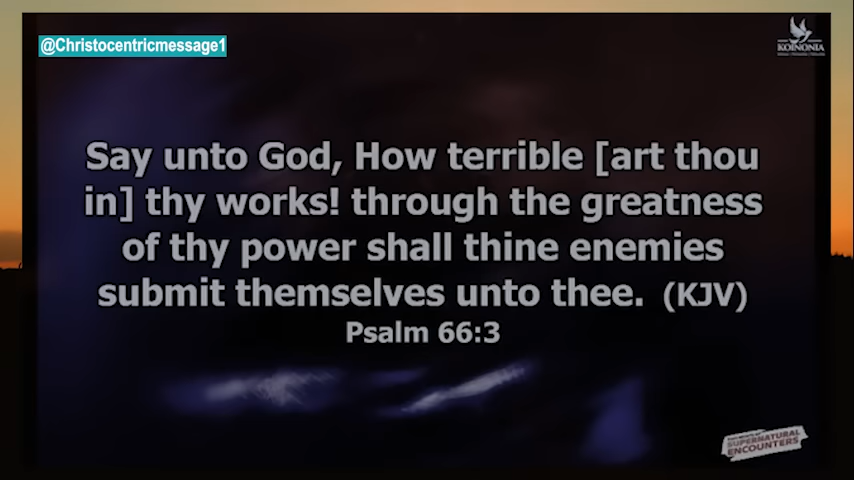 @Christocentricmessage1
KOINONIA
Say unto God, How terrible [art thou
in] thy works! through the greatness
of thy power shall thine enemies
submit themselves unto thee. (KJV)
Psalm 66:3
SUPERNATURAL
ENCOUNTERS